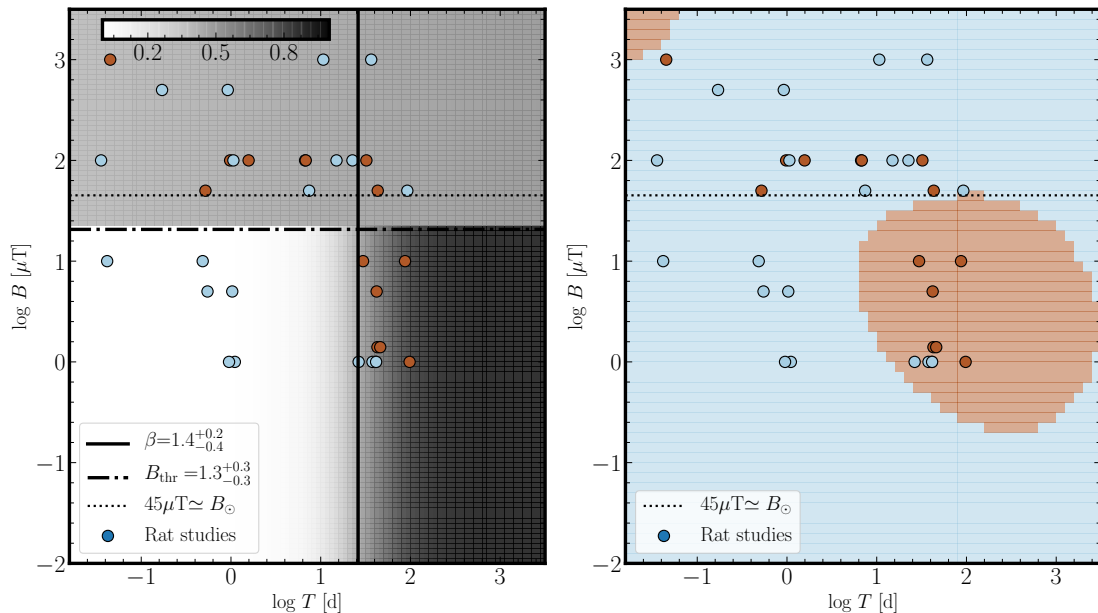 0.2 0.5 0.8
3
2
1
0
−1
−2
log B [μT]
−1 0 1 2 3
log T [d]
β=1.4 +0.2 −0.4
B thr =1.3 +0.3 −0.3
45μT≃ B⊙
Rat studies
3
2
1
0
−1
−2
log B [μT]
−1 0 1 2 3
log T [d]
45μT≃ B⊙
Rat studies